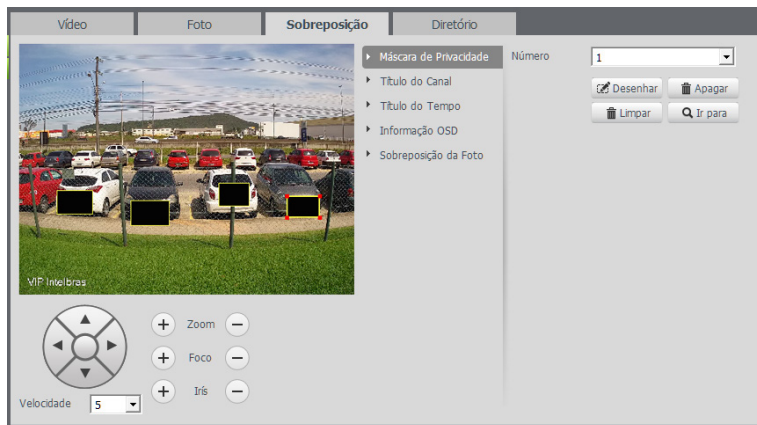 Vídeo Foto Sobreposição Diretório
Máscara de Privacidade
Título do Canal
Título do Tempo
Informação OSD
Sobreposição da Foto
Número 1
Desenhar Apagar
Limpar Ir para
VIP Intelbras
Zoom
Foco
Irís
Velocidade 5